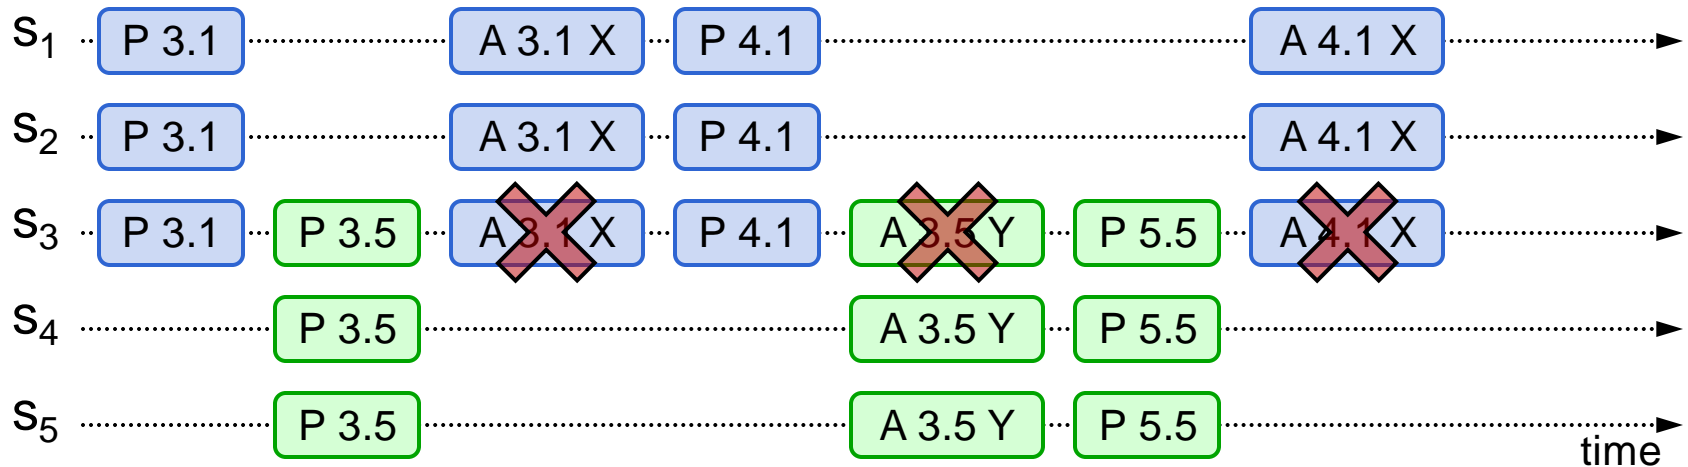 S1 P 3.1 A 3.1 X P 4.1 A 4.1 X
S2 P 3.1 A 3.1 X P 4.1 A 4.1 X
S3 P 3.1 P 3.5 A 3.1 X P 4.1 A 3.5 Y P 5.5 A 4.1 X
S4 P 3.5 A 3.5 Y P 5.5
S5 P 3.5 A 3.5 Y P 5.5
time